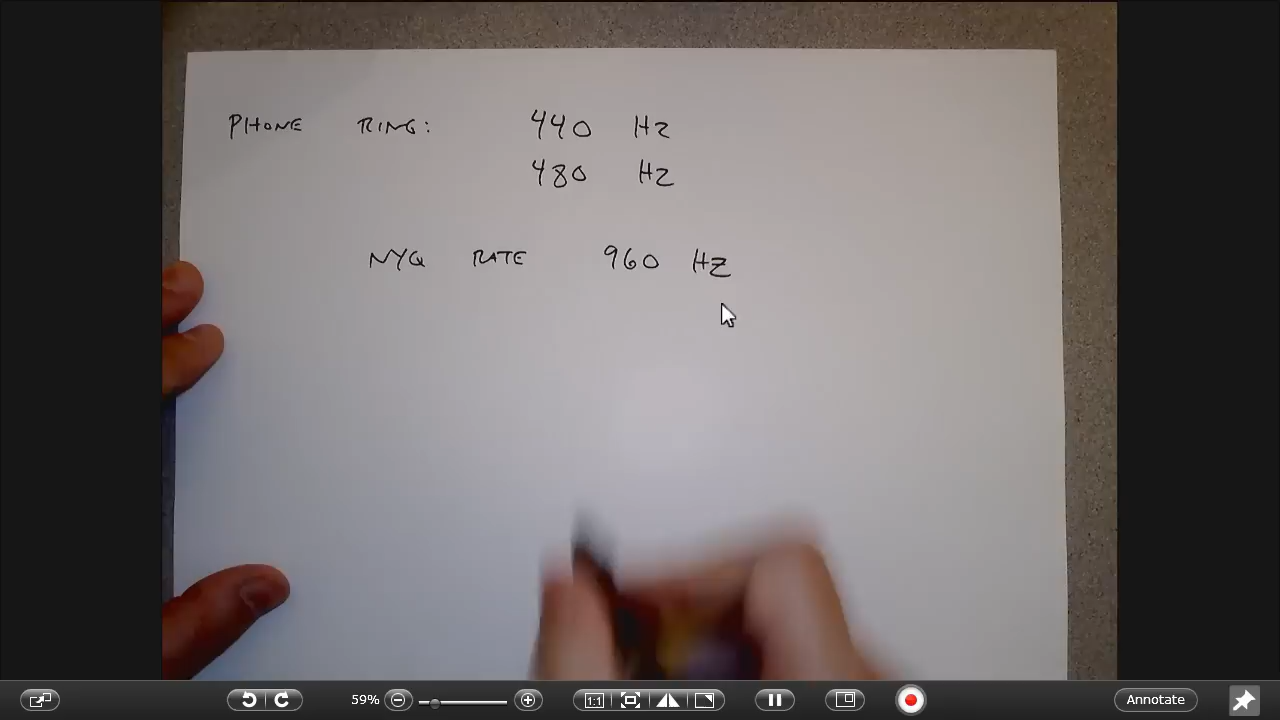 PHONE RING: 440 Hz
480 Hz
NYQ RATE 960 HZ
59%
1:1
Annotate